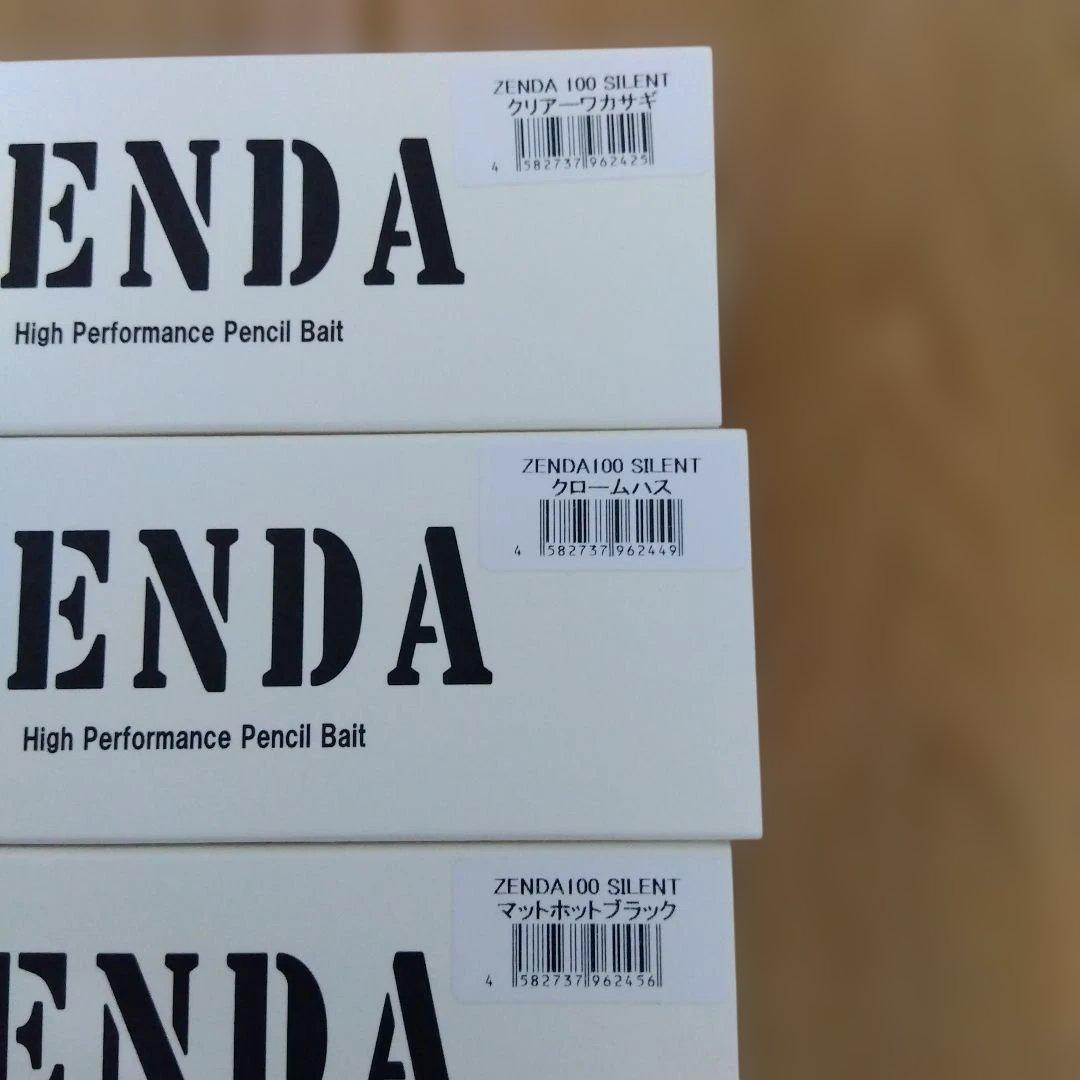 ZENDA 100 SILENT
クリアーワカサギ
4 582737 962425
ENDA
High Performance Pencil Bait
ZENDA100 SILENT
クロームハス
4 582737 962449
ENDA
High Performance Pencil Bait
ZENDA100 SILENT
マットホットブラック
4 582737 962456
ENDA